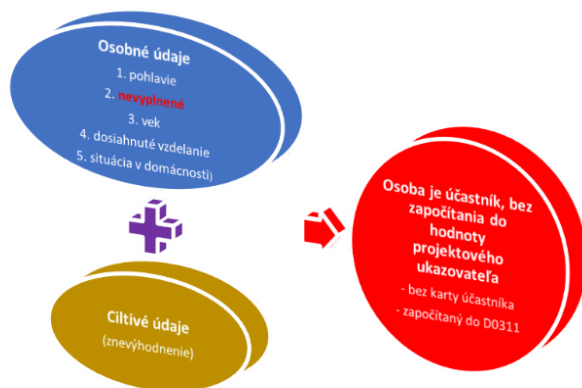 Osobné údaje
1. pohlavie
2. nevyplnené
3. vek
4. dosiahnuté vzdelanie
5. situácia v domácnosti)
Ciltivé údaje
(znevýhodnenie)
Osoba je účastník, bez
započítania do
hodnoty
projektového
ukazovateľa
- bez karty účastníka
- započítaný do D0311